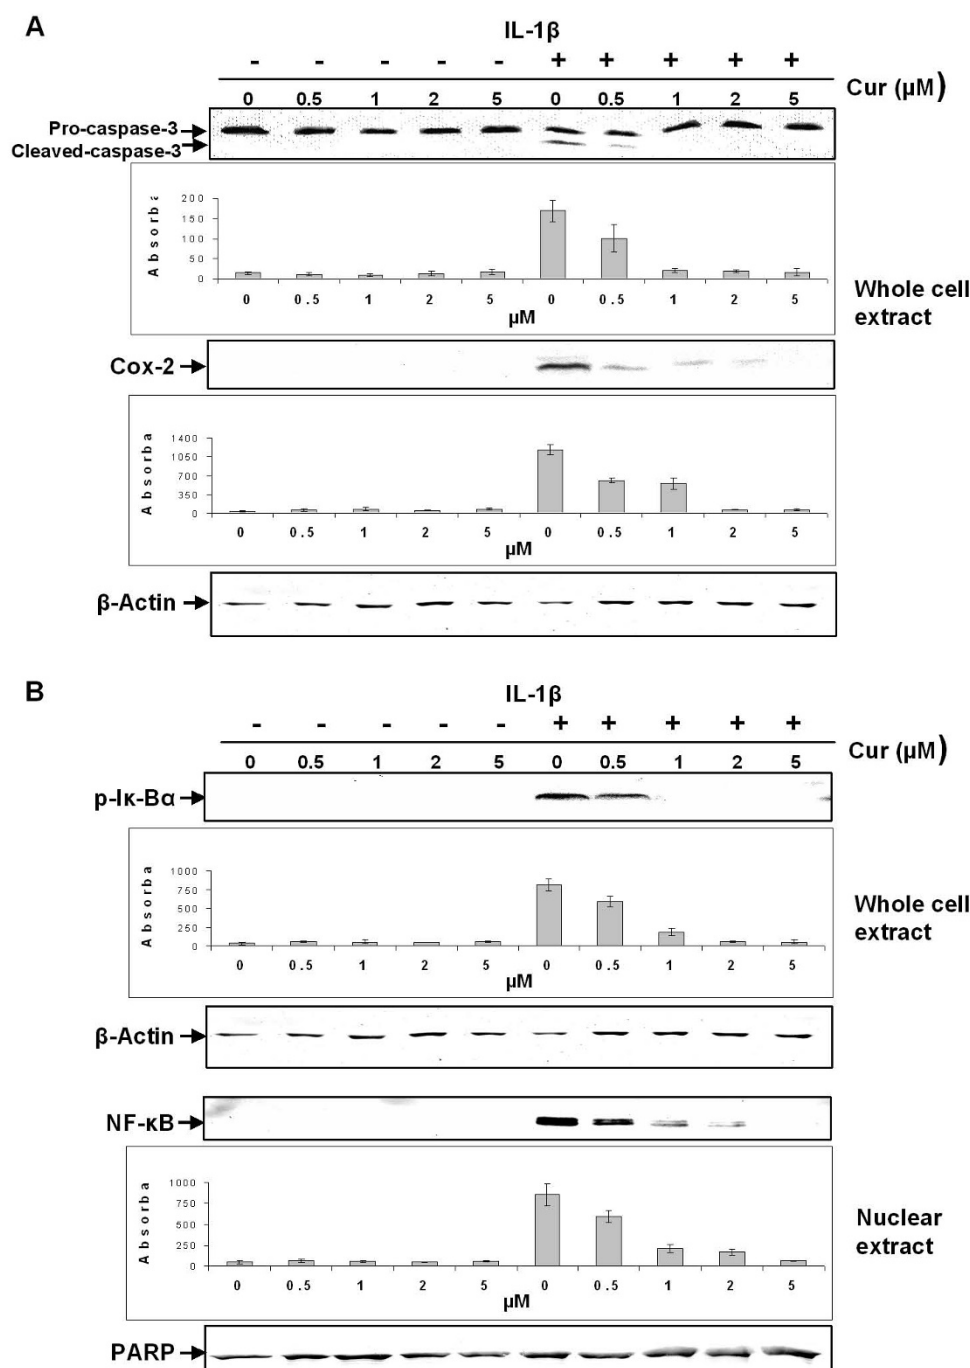 A
IL-1β
- - - - - + + + + +
0 0.5 1 2 5 0 0.5 1 2 5 Cur (µM)
Pro-caspase-3
Cleaved-caspase-3
Absorba
200
150
100
50
0
0 0.5 1 2 5 0 0.5 1 2 5
µM
Whole cell
extract
Cox-2
Absorba
1400
1050
700
350
0
0 0.5 1 2 5 0 0.5 1 2 5
µM
β-Actin
B
IL-1β
- - - - - + + + + +
0 0.5 1 2 5 0 0.5 1 2 5 Cur (µM)
p-Iκ-Bα
Absorba
1000
750
500
250
0
0 0.5 1 2 5 0 0.5 1 2 5
µM
Whole cell
extract
β-Actin
NF-κB
Absorba
1000
750
500
250
0
0 0.5 1 2 5 0 0.5 1 2 5
µM
Nuclear
extract
PARP